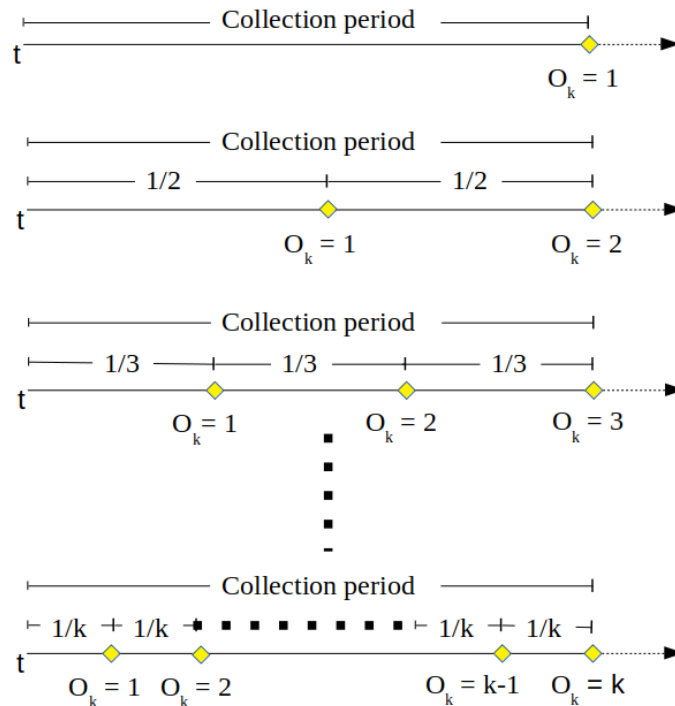 Collection period
t
O_k = 1
Collection period
1/2 1/2
t
O_k = 1 O_k = 2
Collection period
1/3 1/3 1/3
t
O_k = 1 O_k = 2 O_k = 3
Collection period
1/k 1/k 1/k 1/k
t
O_k = 1 O_k = 2 O_k = k-1 O_k = k